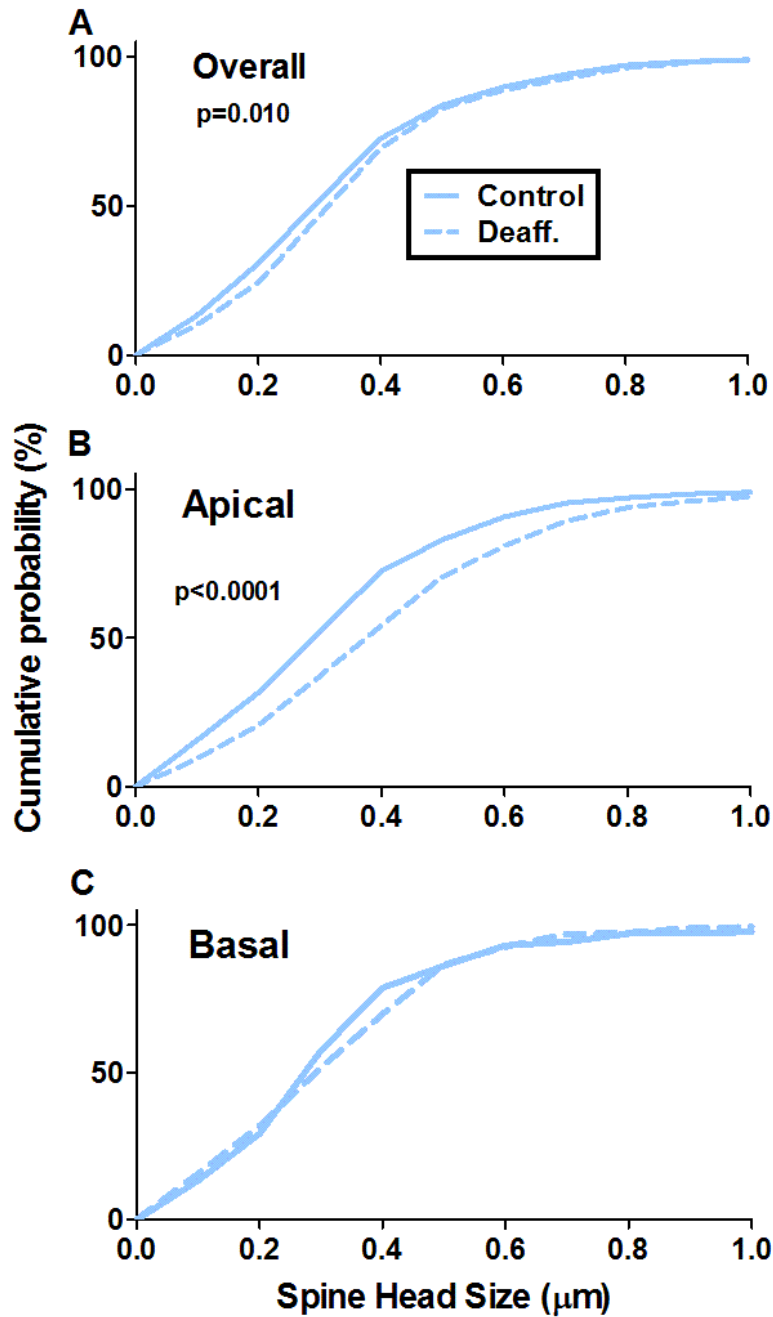 A
Overall
p=0.010
Control
Deaff.
100
50
0
0.0 0.2 0.4 0.6 0.8 1.0
B
Apical
p<0.0001
100
50
0
0.0 0.2 0.4 0.6 0.8 1.0
Cumulative probability (%)
C
Basal
100
50
0
0.0 0.2 0.4 0.6 0.8 1.0
Spine Head Size (μm)